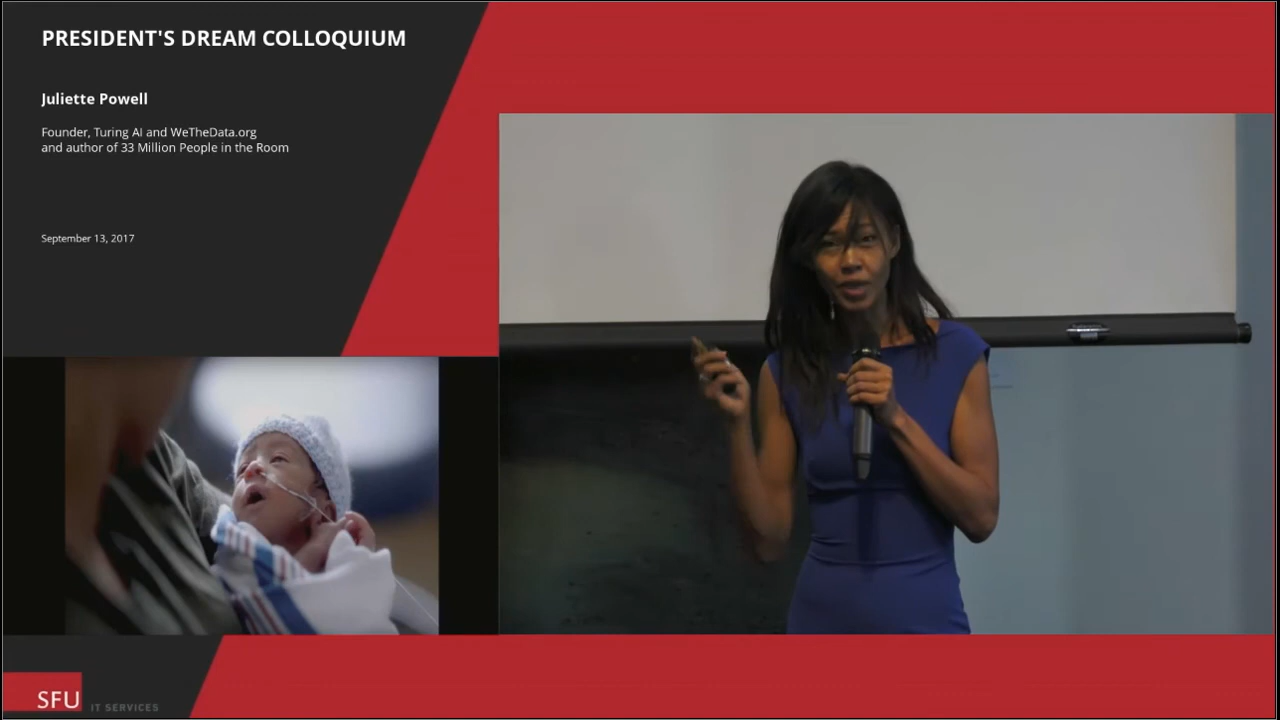 PRESIDENT'S DREAM COLLOQUIUM
Juliette Powell
Founder, Turing AI and WeTheData.org
and author of 33 Million People in the Room
September 13, 2017
SFU IT SERVICES